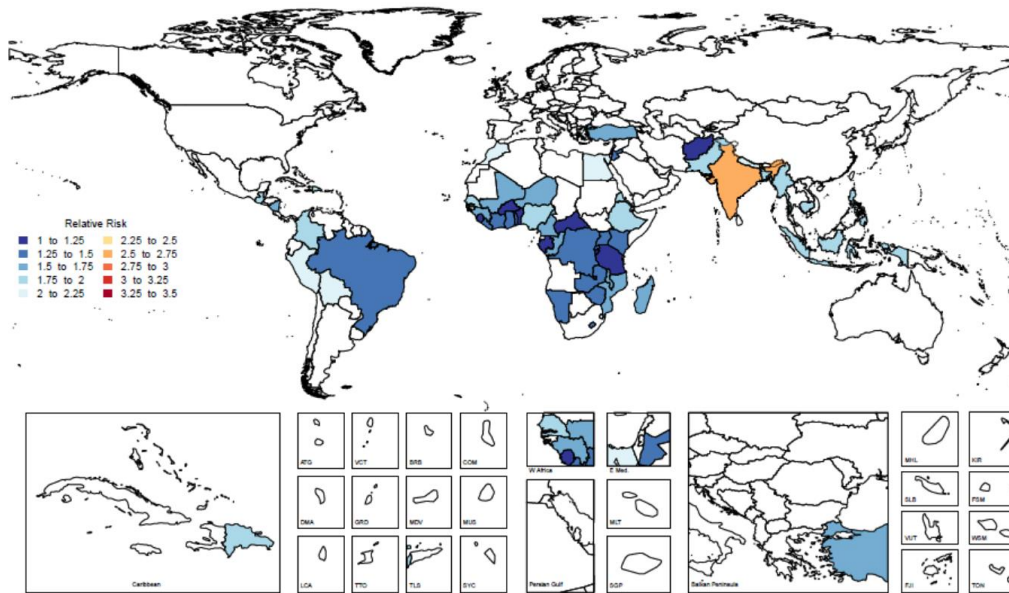 Relative Risk
1 to 1.25
2.25 to 2.5
1.25 to 1.5
2.5 to 2.75
1.5 to 1.75
2.75 to 3
1.75 to 2
3 to 3.25
2 to 2.25
3.25 to 3.5
ATG
VCT
BRB
COM
W Africa
E Med.
MHL
KIR
DMA
GRD
MDV
MUS
MLT
SLB
FSM
VUT
WSM
Caribbean
LCA
TTO
TLS
SYC
Persian Gulf
SGP
Balkan Peninsula
FJI
TON